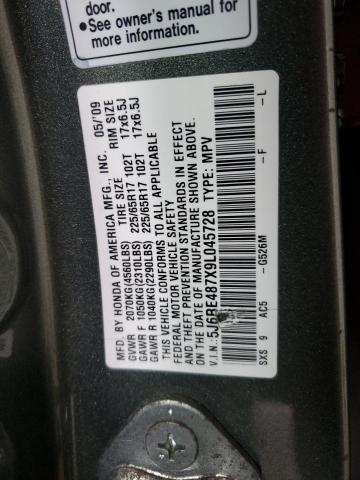 door.
●See owner's manual for
more information.
MFD. BY HONDA OF AMERICA MFG., INC. 05/'09
GVWR 2070KG(4560LBS) TIRE SIZE RIM SIZE
GAWR F 1050KG(2310LBS) 225/65R17 102T 17x6.5J
GAWR R 1040KG(2290LBS) 225/65R17 102T 17x6.5J
THIS VEHICLE CONFORMS TO ALL APPLICABLE
FEDERAL MOTOR VEHICLE SAFETY
AND THEFT PREVENTION STANDARDS IN EFFECT
ON THE DATE OF MANUFACTURE SHOWN ABOVE.
V.I.N.: 5J6RE487X9L045728 TYPE: MPV
SXS 9 AC5 -G526M -F -L